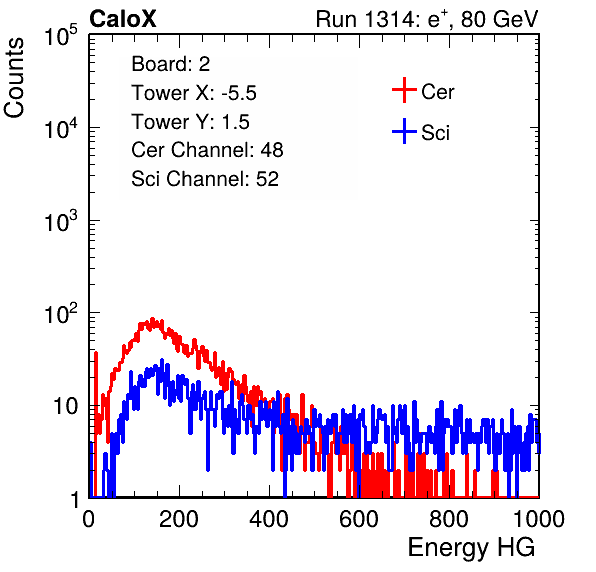 CaloX Run 1314: e⁺, 80 GeV
Counts
10⁵
10⁴
10³
10²
10
1
Board: 2
Tower X: -5.5
Tower Y: 1.5
Cer Channel: 48
Sci Channel: 52
Cer
Sci
0 200 400 600 800 1000
Energy HG